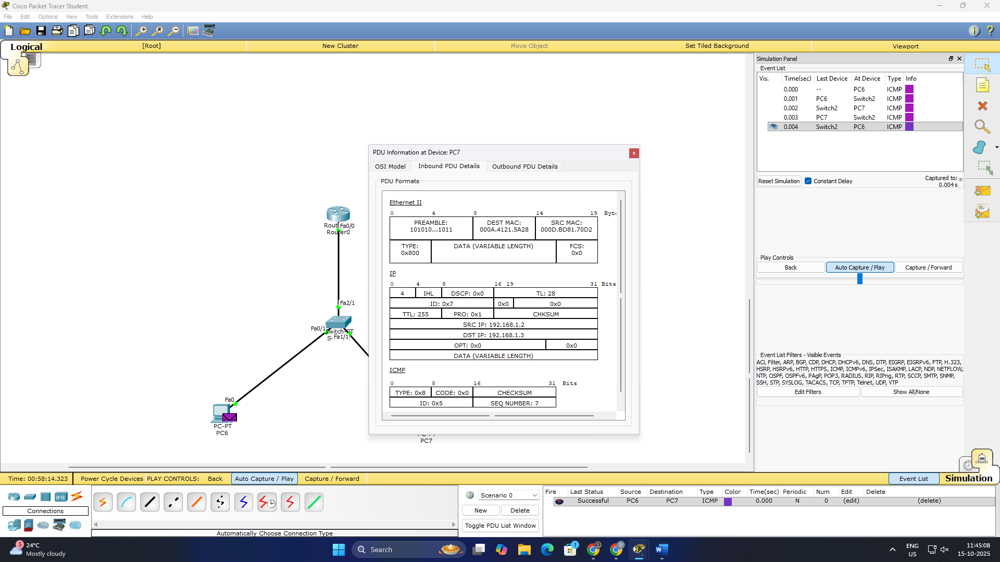 Cisco Packet Tracer Student
File Edit Options View Tools Extensions Help
Logical [Root] New Cluster Move Object Set Tiled Background Viewport
Simulation Panel
Event List
Vis. Time(sec) Last Device At Device Type Info
0.000 -- PC6 ICMP
0.001 PC6 Switch2 ICMP
0.002 Switch2 PC7 ICMP
0.003 PC7 Switch2 ICMP
0.004 Switch2 PC6 ICMP
Reset Simulation Constant Delay Captured to: *
0.004 s
Play Controls
Back Auto Capture / Play Capture / Forward
Event List Filters - Visible Events
ACL Filter, ARP, BGP, CDP, DHCP, DHCPv6, DNS, DTP, EIGRP, EIGRPv6, FTP, H.323,
HSRP, HSRPv6, HTTP, HTTPS, ICMP, ICMPv6, IPSec, ISAKMP, LACP, NDP, NETFLOW,
NTP, OSPF, OSPFv6, PAgP, POP3, RADIUS, RIP, RIPng, RTP, SCCP, SMTP, SNMP,
SSH, STP, SYSLOG, TACACS, TCP, TFTP, Telnet, UDP, VTP
Edit Filters Show All/None
Fa0/0
Router0
Fa2/1
Fa0/1
Fa1/1
Fa0
PC-PT
PC6
PC7
PDU Information at Device: PC7
OSI Model Inbound PDU Details Outbound PDU Details
PDU Formats
Ethernet II
0 4 8 14 19
PREAMBLE: DEST MAC: SRC MAC:
101010...1011 000A.4121.5A28 000D.BD81.70D2
TYPE: DATA (VARIABLE LENGTH) FCS:
0x800 0x0
IP
0 4 8 16 19 31 Bits
4 IHL DSCP: 0x0 TL: 28
ID: 0x7 0x0 0x0
TTL: 255 PRO: 0x1 CHKSUM
SRC IP: 192.168.1.2
DST IP: 192.168.1.3
OPT: 0x0 0x0
DATA (VARIABLE LENGTH)
ICMP
0 8 16 31 Bits
TYPE: 0x8 CODE: 0x0 CHECKSUM
ID: 0x5 SEQ NUMBER: 7
Time: 00:58:14.323 Power Cycle Devices PLAY CONTROLS: Back Auto Capture / Play Capture / Forward Event List Simulation
Connections
Automatically Choose Connection Type
Scenario 0
New Delete
Toggle PDU List Window
Fire Last Status Source Destination Type Color Time(sec) Periodic Num Edit Delete
Successful PC6 PC7 ICMP 0.000 N 0 (edit) (delete)
5
24°C
Mostly cloudy
Search
1
D
ENG
US
11:45:08
15-10-2025